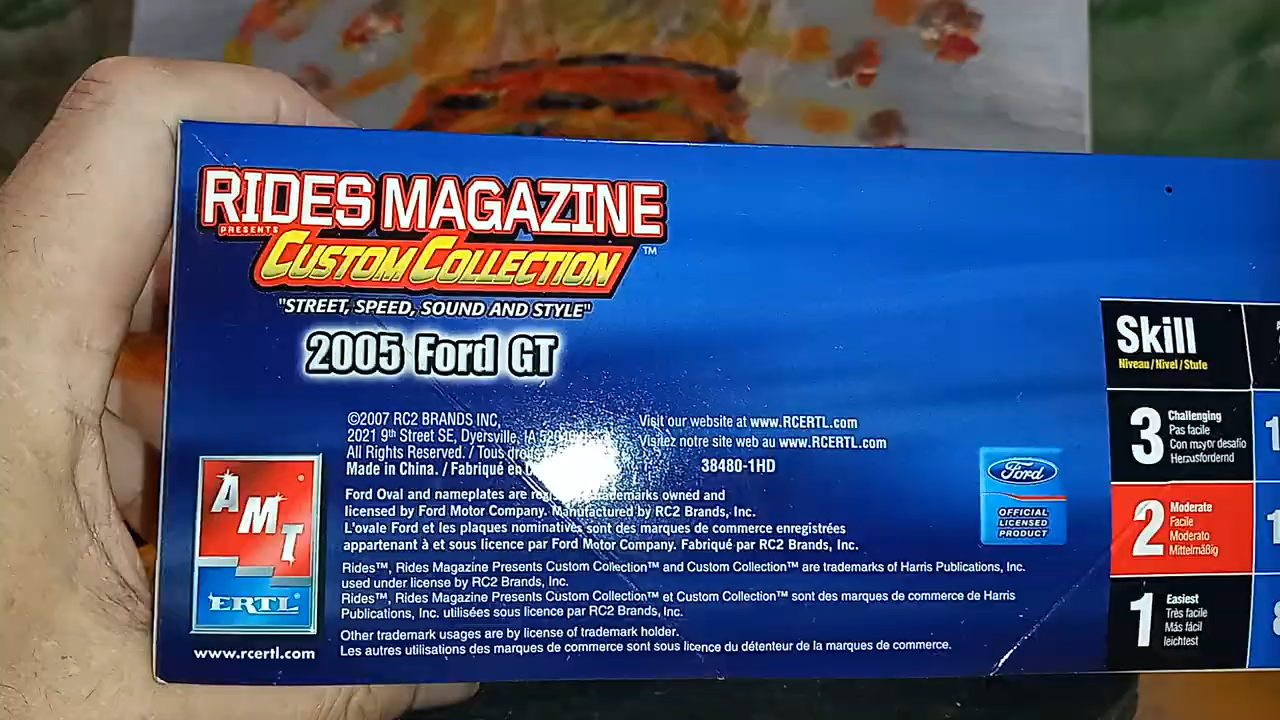 RIDES MAGAZINE
PRESENTS
CUSTOM COLLECTION™
"STREET, SPEED, SOUND AND STYLE"
2005 Ford GT
©2007 RC2 BRANDS INC,
2021 9th Street SE, Dyersville, IA
All Rights Reserved. / Tous
Made in China. / Fabriqué en
Visit our website at www.RCERTL.com
Visitez notre site web au www.RCERTL.com
38480-1HD
Ford Oval and nameplates are trademarks owned and
licensed by Ford Motor Company. Manufactured by RC2 Brands, Inc.
L'ovale Ford et les plaques nominatives sont des marques de commerce enregistrées
appartenant à et sous licence par Ford Motor Company. Fabriqué par RC2 Brands, Inc.
Rides™, Rides Magazine Presents Custom Collection™ and Custom Collection™ are trademarks of Harris Publications, Inc.
used under license by RC2 Brands, Inc.
Rides™, Rides Magazine Presents Custom Collection™ et Custom Collection™ sont des marques de commerce de Harris
Publications, Inc. utilisées sous licence par RC2 Brands, Inc.
Other trademark usages are by license of trademark holder.
Les autres utilisations des marques de commerce sont sous licence du détenteur de la marques de commerce.
AMT
ERTL®
www.rcertl.com
Ford
OFFICIAL
LICENSED
PRODUCT
Skill
Niveau / Nivel / Stufe
3
Challenging
Pas facile
Con mayor desafío
Herausfordernd
2
Moderate
Facile
Moderato
Mittelmäßig
1
Easiest
Très facile
Más fácil
leichtest